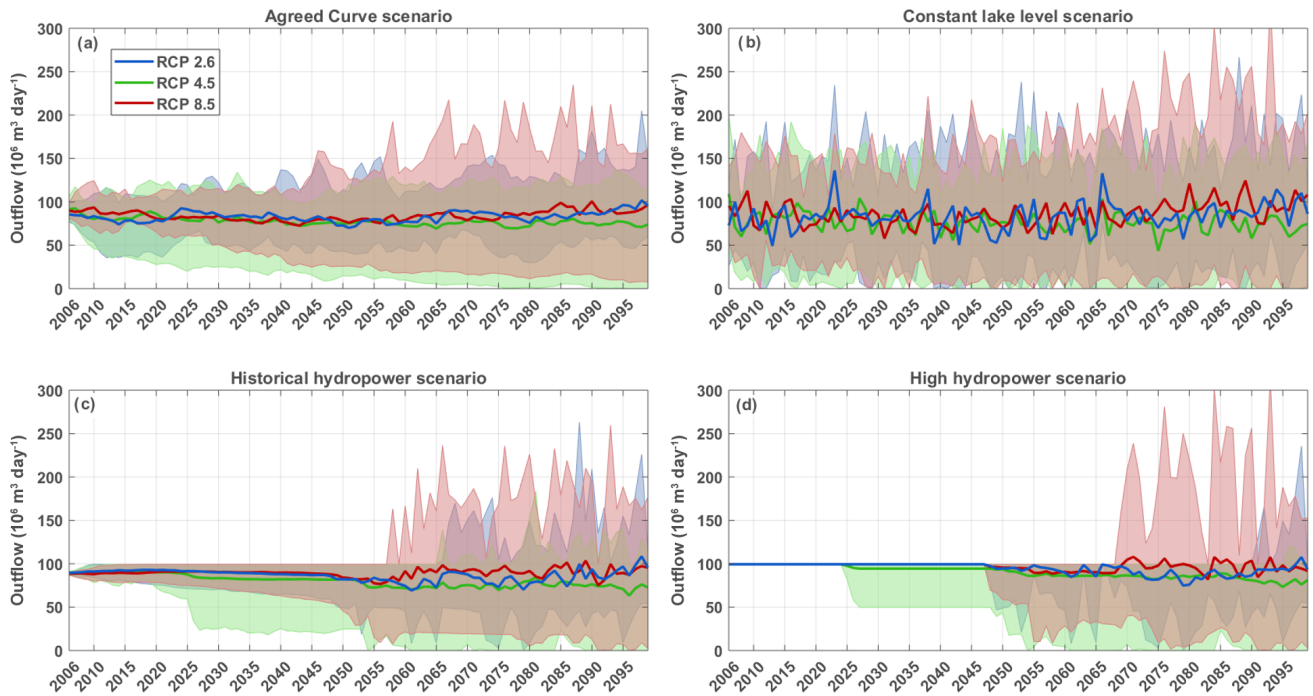 Agreed Curve scenario
(a)
RCP 2.6
RCP 4.5
RCP 8.5
Outflow (10⁶ m³ day⁻¹)
300
250
200
150
100
50
0
2006 2010 2015 2020 2025 2030 2035 2040 2045 2050 2055 2060 2065 2070 2075 2080 2085 2090 2095
Constant lake level scenario
(b)
Outflow (10⁶ m³ day⁻¹)
300
250
200
150
100
50
0
2006 2010 2015 2020 2025 2030 2035 2040 2045 2050 2055 2060 2065 2070 2075 2080 2085 2090 2095
Historical hydropower scenario
(c)
Outflow (10⁶ m³ day⁻¹)
300
250
200
150
100
50
0
2006 2010 2015 2020 2025 2030 2035 2040 2045 2050 2055 2060 2065 2070 2075 2080 2085 2090 2095
High hydropower scenario
(d)
Outflow (10⁶ m³ day⁻¹)
300
250
200
150
100
50
0
2006 2010 2015 2020 2025 2030 2035 2040 2045 2050 2055 2060 2065 2070 2075 2080 2085 2090 2095